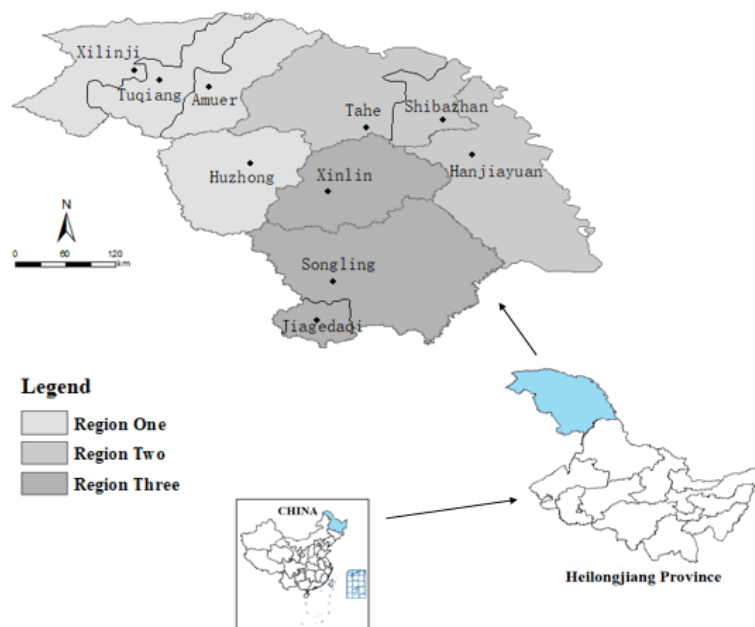 Xilinji
Tuqiang
Amuer
Tahe
Shibazhan
Huzhong
Xinlin
Hanjiayuan
N
0 60 120
km
Songling
Jiagedaqi
Legend
Region One
Region Two
Region Three
CHINA
Heilongjiang Province